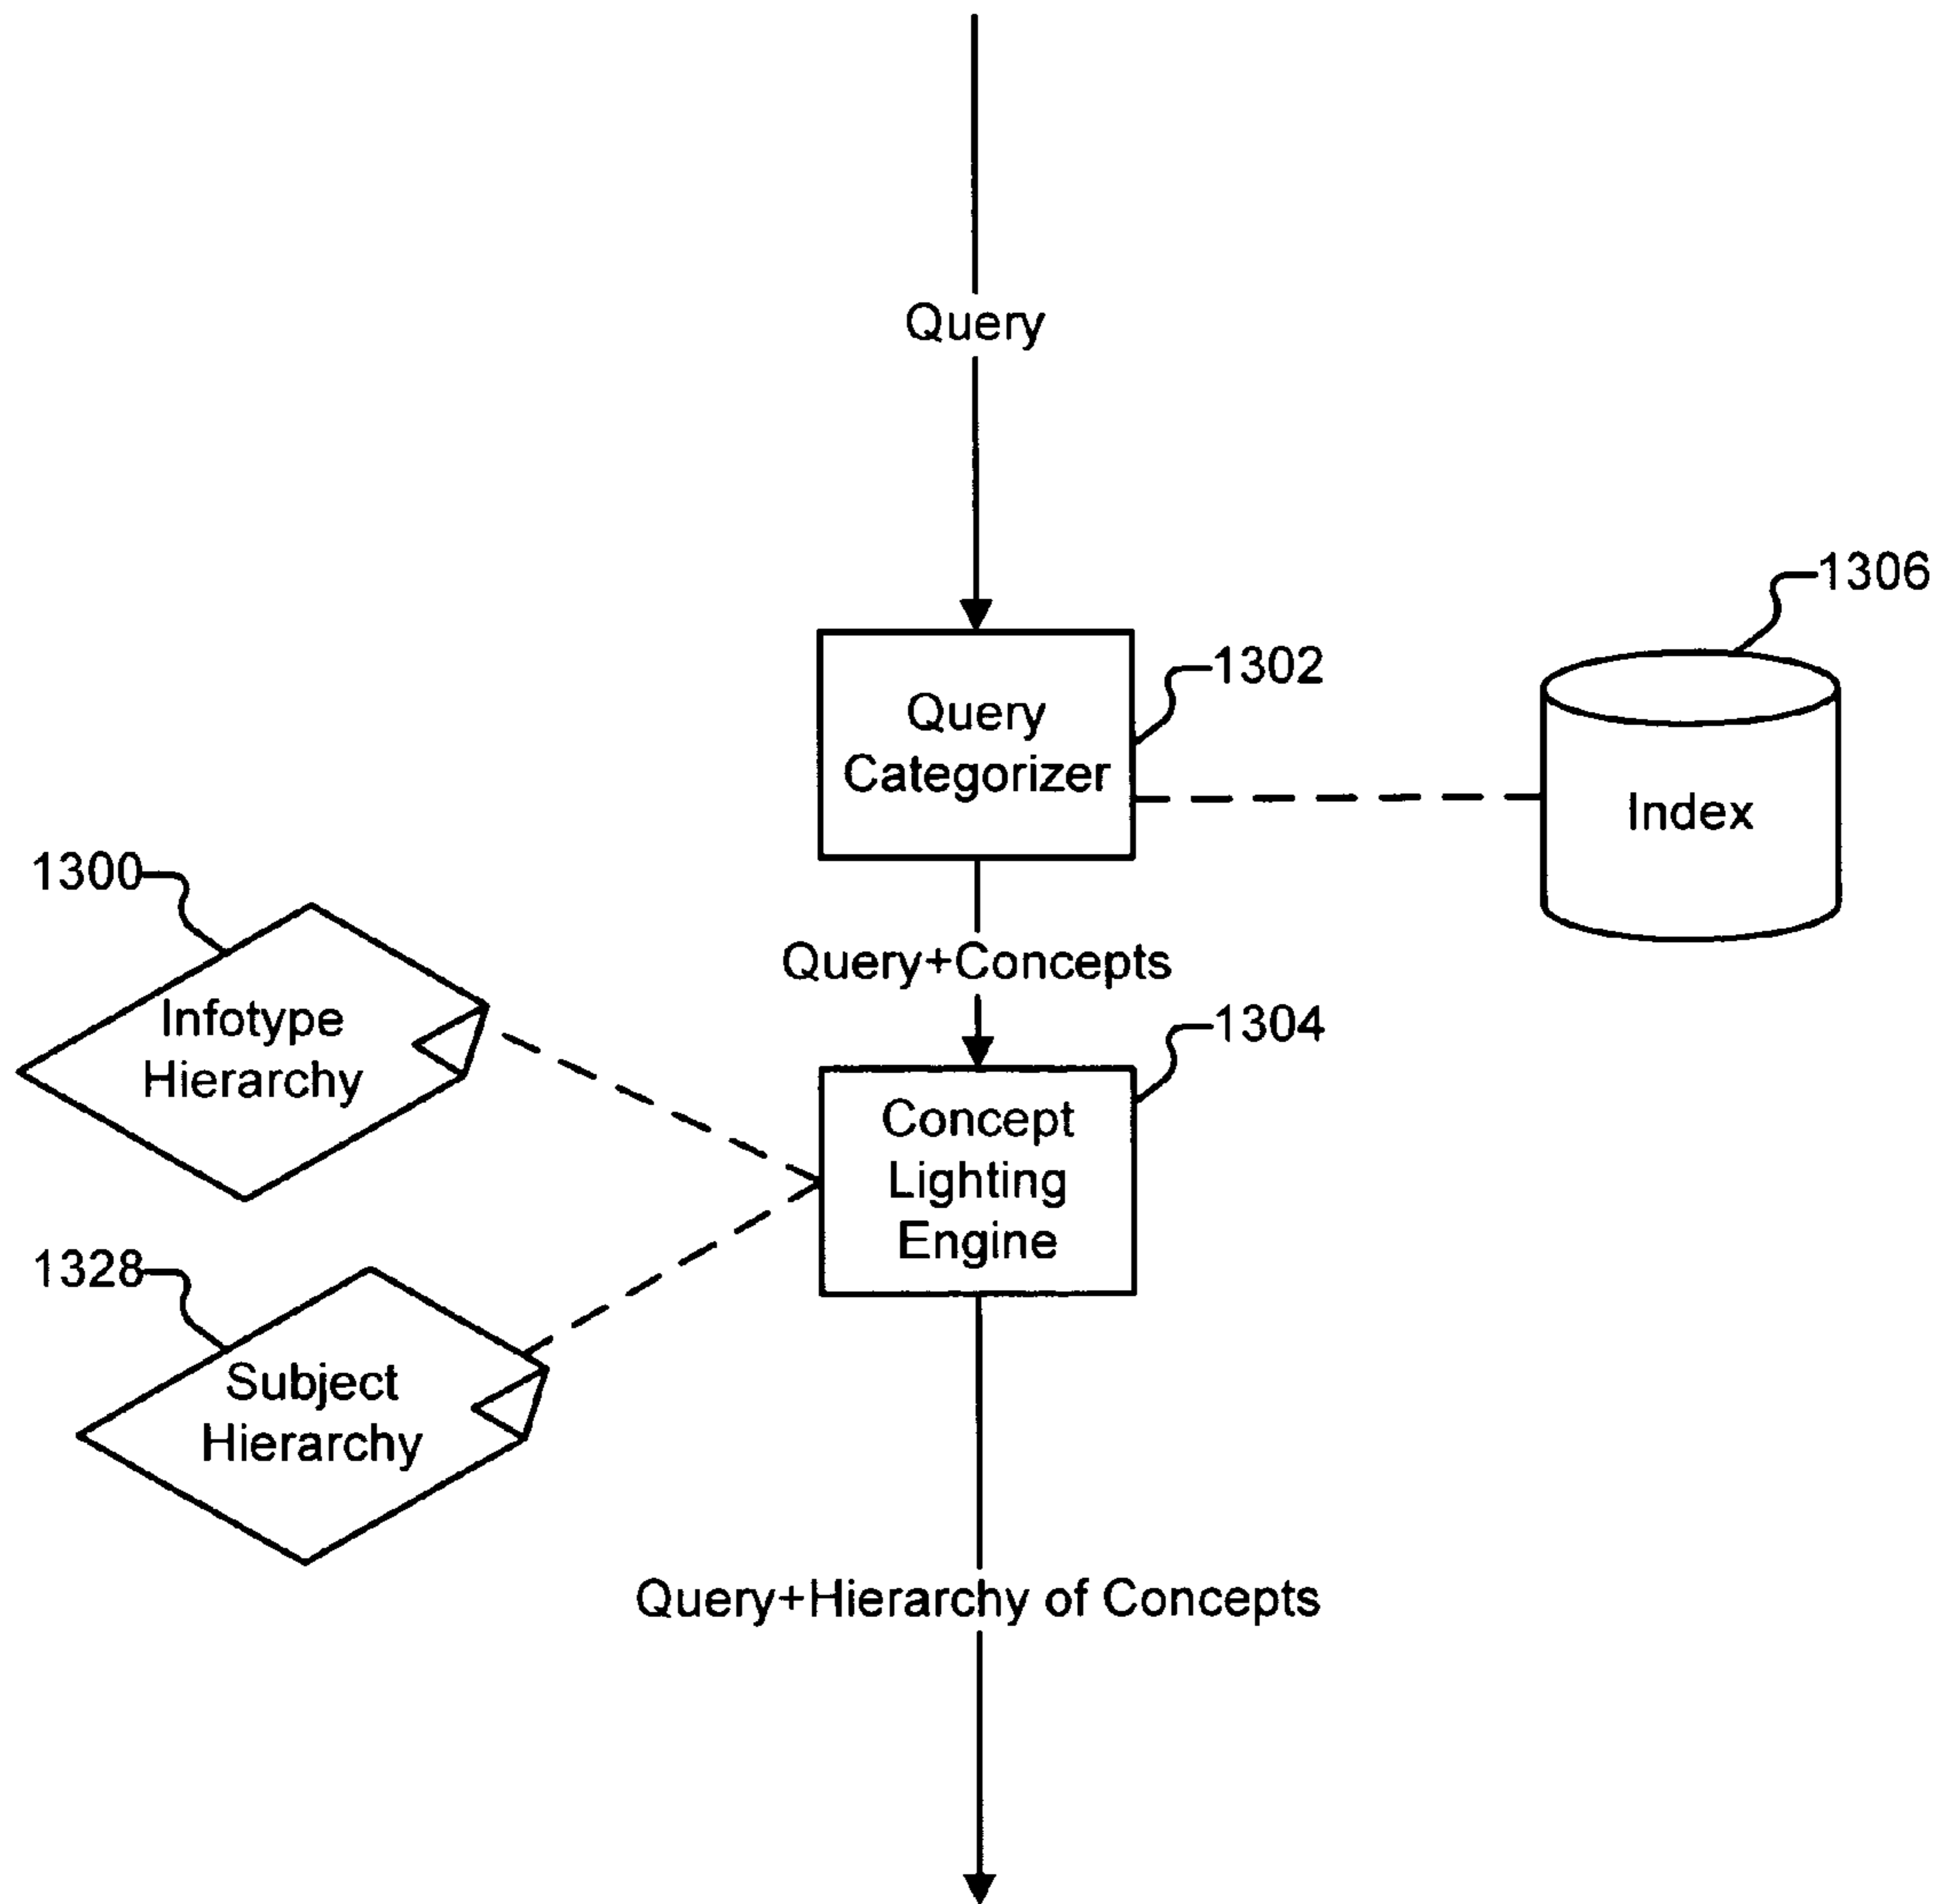 Query
1306
1302
Query
Categorizer
Index
1300
Query+Concepts
Infotype
Hierarchy
1304
Concept
Lighting
Engine
1328
Subject
Hierarchy
Query+Hierarchy of Concepts